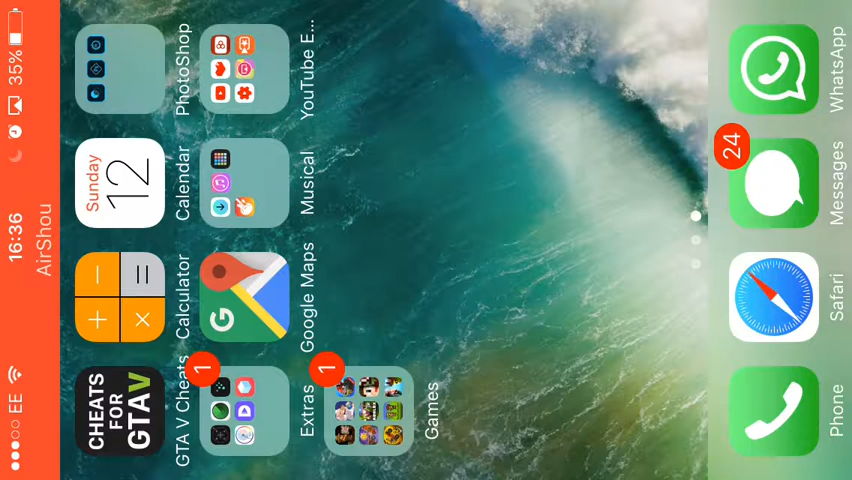 EE 16:36 35%
AirShou
CHEATS
FOR
GTAV
Sunday
12
GTA V Cheats Calculator Calendar PhotoShop
1
G
Extras Google Maps Musical YouTube E...
1
Games
24
Phone Safari Messages WhatsApp